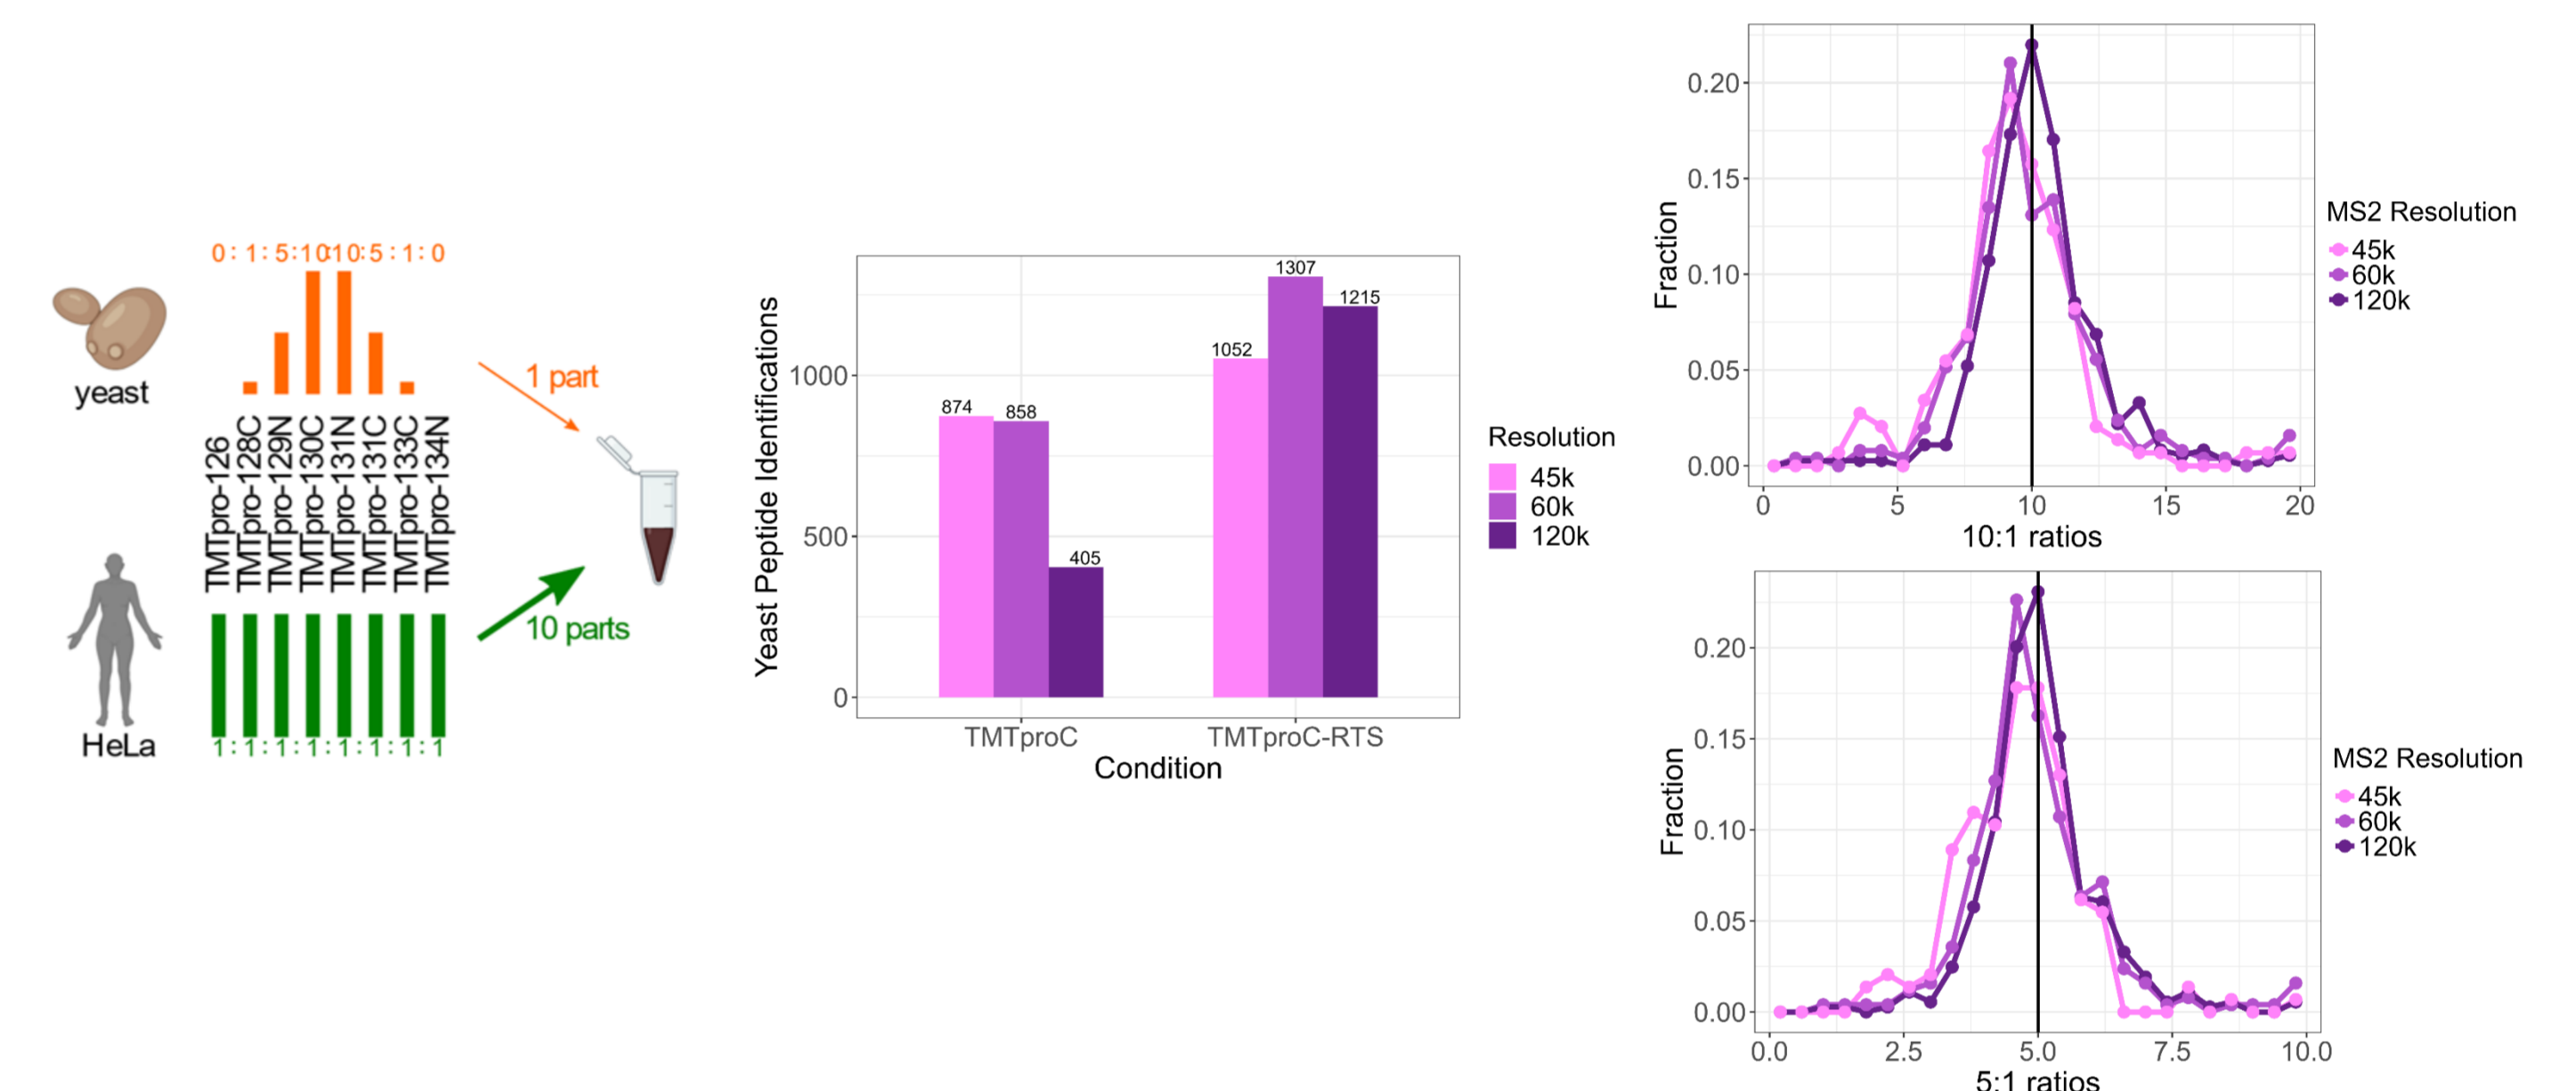 0 : 1 : 5 : 10 : 10 : 5 : 1 : 0
yeast
TMTpro-126
TMTpro-128C
TMTpro-129N
TMTpro-130C
TMTpro-131N
TMTpro-131C
TMTpro-133C
TMTpro-134N
HeLa
1 : 1 : 1 : 1 : 1 : 1 : 1 : 1
1 part
10 parts
Yeast Peptide Identifications
1000
500
0
874
858
405
1052
1307
1215
TMTproC
TMTproC-RTS
Condition
Resolution
45k
60k
120k
Fraction
0.20
0.15
0.10
0.05
0.00
0
5
10
15
20
10:1 ratios
MS2 Resolution
45k
60k
120k
Fraction
0.20
0.15
0.10
0.05
0.00
0.0
2.5
5.0
7.5
10.0
5:1 ratios
MS2 Resolution
45k
60k
120k